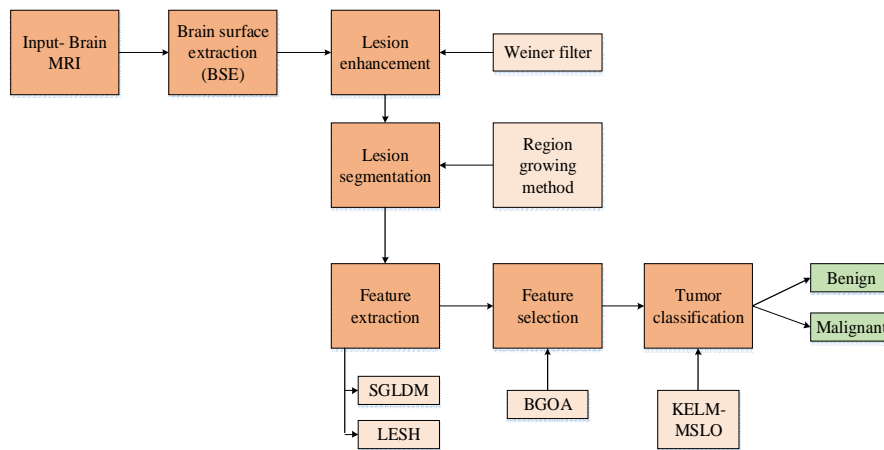 Input- Brain
MRI
Brain surface
extraction
(BSE)
Lesion
enhancement
Weiner filter
Lesion
segmentation
Region
growing
method
Feature
extraction
Feature
selection
Tumor
classification
Benign
Malignant
SGLDM
LESH
BGOA
KELM-
MSLO